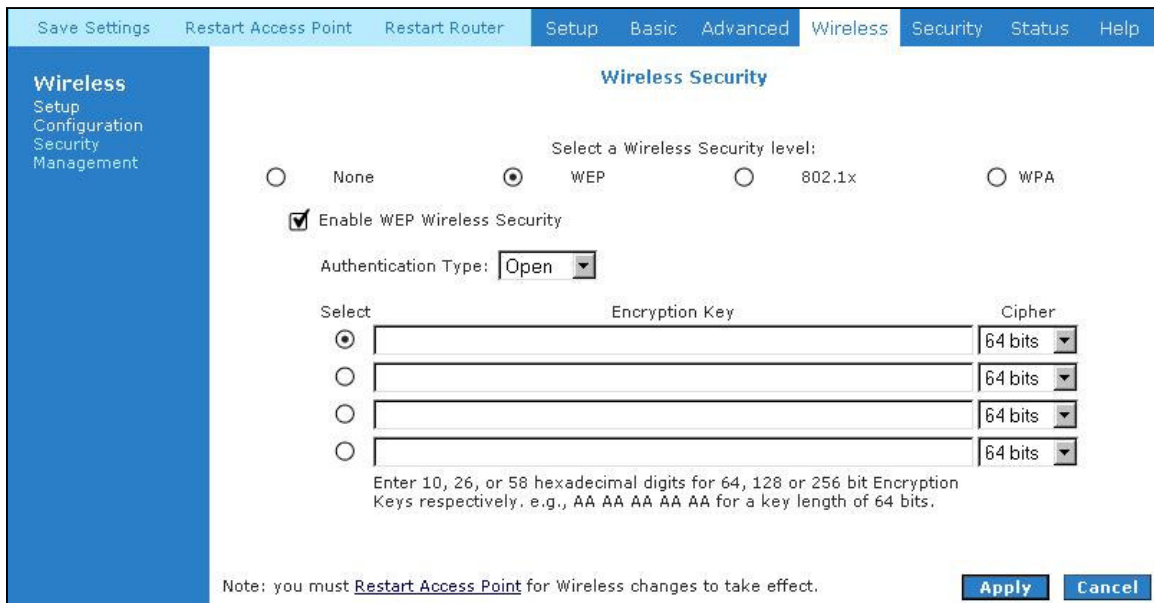 Save Settings Restart Access Point Restart Router Setup Basic Advanced Wireless Security Status Help
Wireless
Setup
Configuration
Security
Management
Wireless Security
Select a Wireless Security level:
None WEP 802.1x WPA
Enable WEP Wireless Security
Authentication Type: Open
Select Encryption Key Cipher
64 bits
64 bits
64 bits
64 bits
Enter 10, 26, or 58 hexadecimal digits for 64, 128 or 256 bit Encryption
Keys respectively. e.g., AA AA AA AA AA for a key length of 64 bits.
Note: you must Restart Access Point for Wireless changes to take effect. Apply Cancel